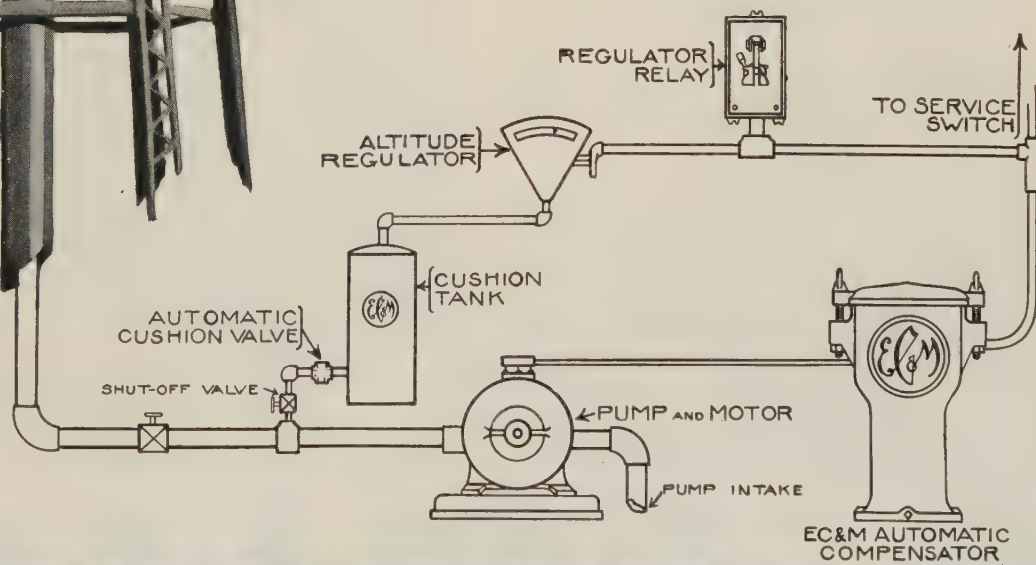 REGULATOR
RELAY
TO SERVICE
SWITCH
ALTITUDE
REGULATOR
CUSHION
TANK
EC&M
AUTOMATIC
CUSHION VALVE
SHUT-OFF VALVE
EC&M
PUMP AND MOTOR
PUMP INTAKE
EC&M AUTOMATIC
COMPENSATOR